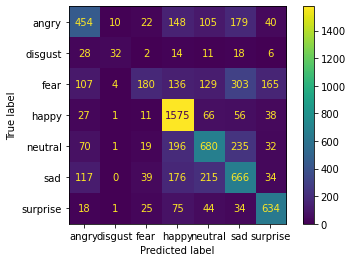 True label
angry 454 10 22 148 105 179 40
disgust 28 32 2 14 11 18 6
fear 107 4 180 136 129 303 165
happy 27 1 11 1575 66 56 38
neutral 70 1 19 196 680 235 32
sad 117 0 39 176 215 666 34
surprise 18 1 25 75 44 34 634
angry disgust fear happy neutral sad surprise
Predicted label
1400
1200
1000
800
600
400
200
0